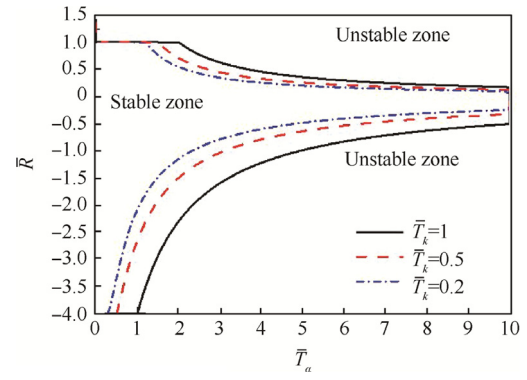 1.5
1.0
0.5
0
−0.5
−1.0
−1.5
−2.0
−2.5
−3.0
−3.5
−4.0
R̄
Unstable zone
Stable zone
Unstable zone
T̄k=1
T̄k=0.5
T̄k=0.2
0 1 2 3 4 5 6 7 8 9 10
T̄a